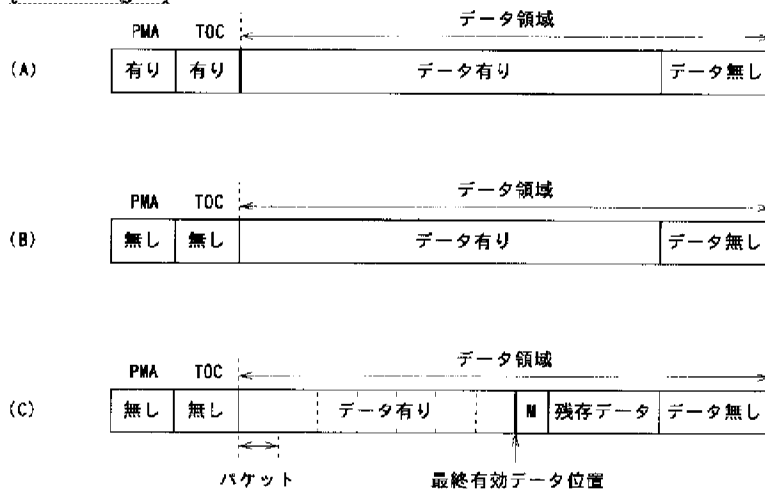 データ領域
PMA TOC
(A) 有り 有り データ有り データ無し
データ領域
PMA TOC
(B) 無し 無し データ有り データ無し
データ領域
PMA TOC
(C) 無し 無し データ有り M 残存データ データ無し
パケット 最終有効データ位置